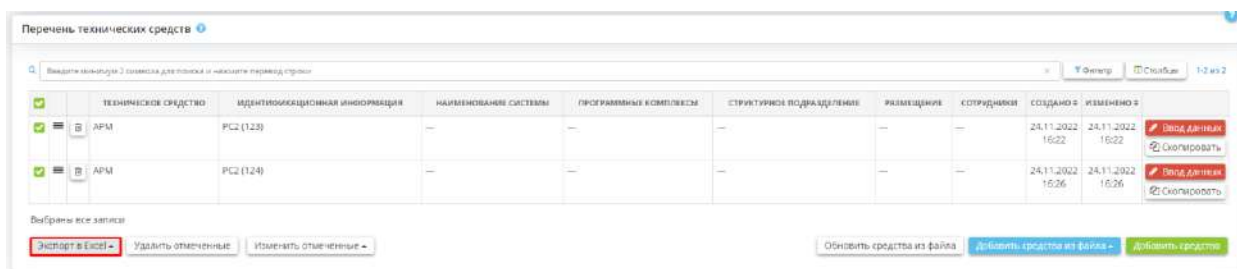 Перечень технических средств
Введите минимум 2 символа для поиска и нажмите перевод строки × Фильтр Столбцы 1-2 из 2
ТЕХНИЧЕСКОЕ СРЕДСТВО ИДЕНТИФИКАЦИОННАЯ ИНФОРМАЦИЯ НАИМЕНОВАНИЕ СИСТЕМЫ ПРОГРАММНЫЕ КОМПЛЕКСЫ СТРУКТУРНОЕ ПОДРАЗДЕЛЕНИЕ РАЗМЕЩЕНИЕ СОТРУДНИКИ СОЗДАНО ИЗМЕНЕНО
АРМ PC2 (123) — — — — — 24.11.2022 24.11.2022 Ввод данных
16:22 16:22 Скопировать
АРМ PC2 (124) — — — — — 24.11.2022 24.11.2022 Ввод данных
16:26 16:26 Скопировать
Выбраны все записи
Экспорт в Excel Удалить отмеченные Изменить отмеченные Обновить средства из файла Добавить средства из файла Добавить средство